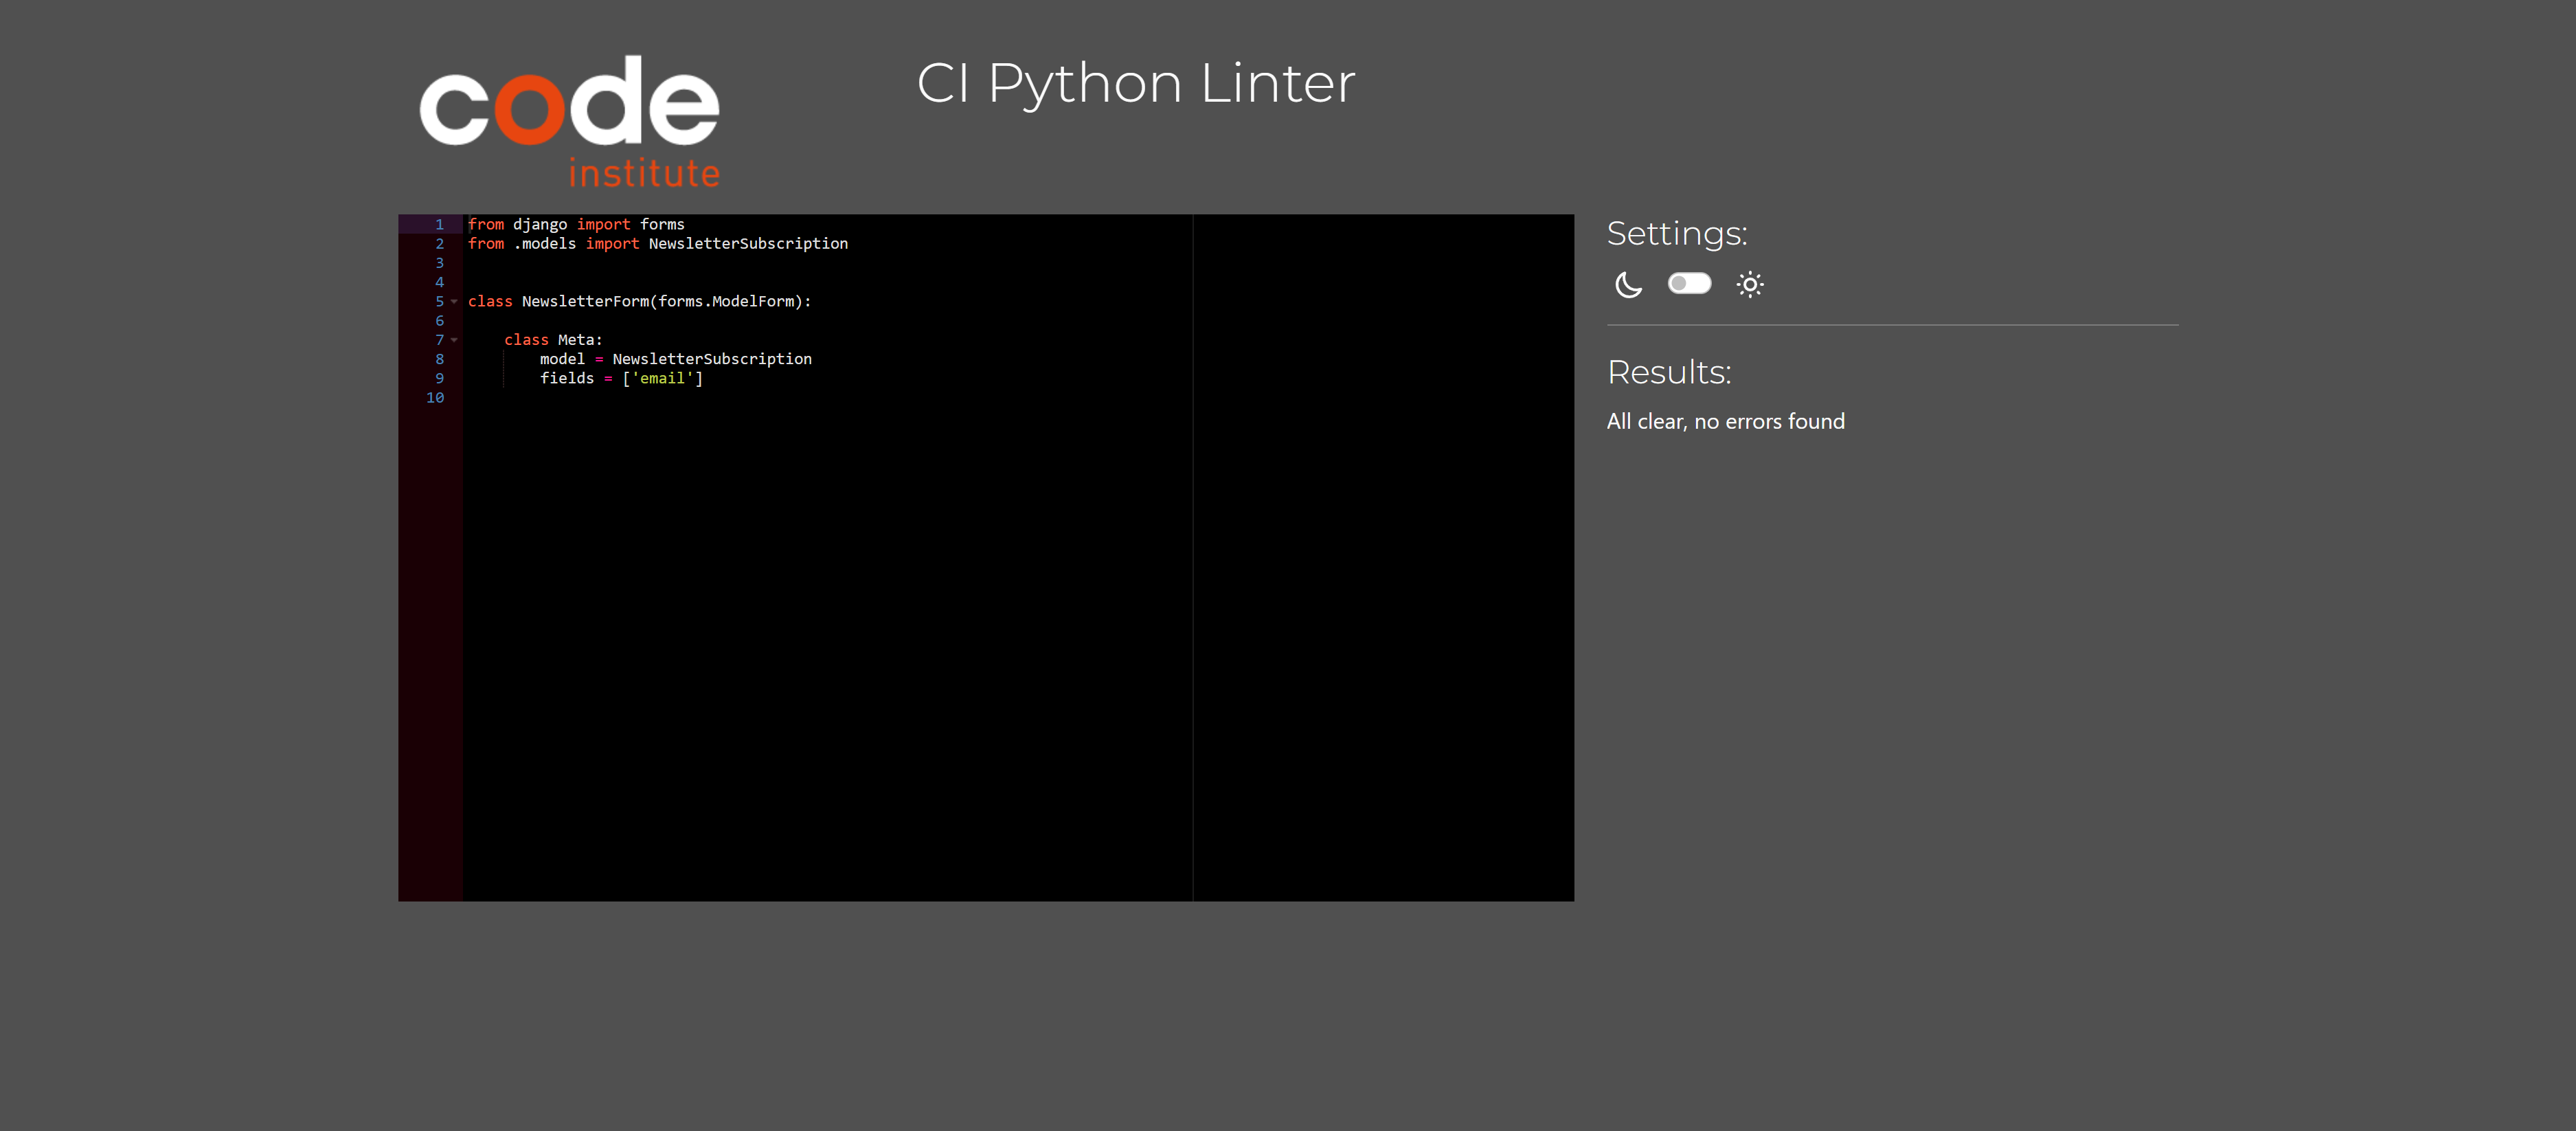 code
institute
CI Python Linter
1 from django import forms
2 from .models import NewsletterSubscription
3
4
5 class NewsletterForm(forms.ModelForm):
6
7     class Meta:
8         model = NewsletterSubscription
9         fields = ['email']
10
Settings:
Results:
All clear, no errors found